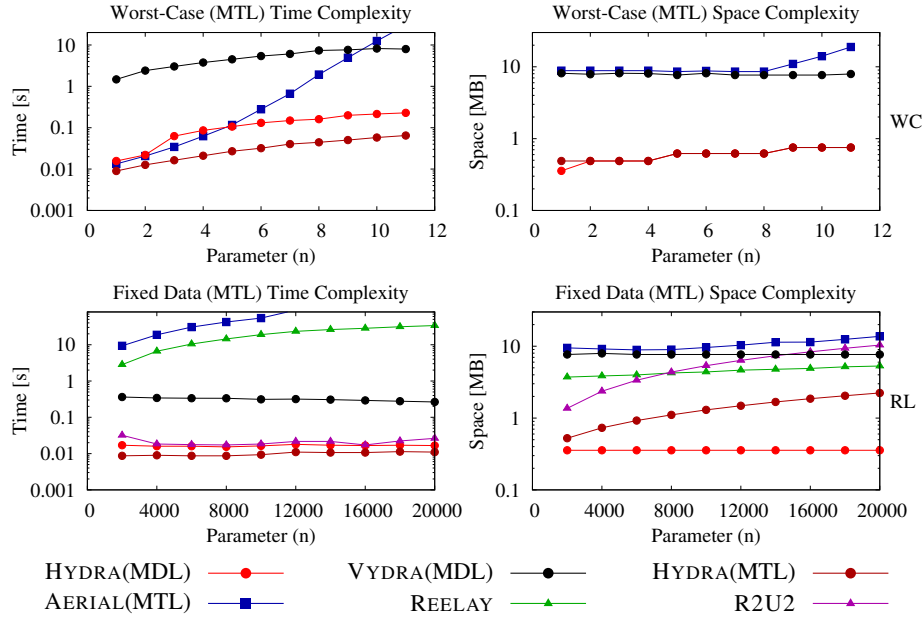 Worst-Case (MTL) Time Complexity
Time [s]
10
1
0.1
0.01
0.001
0 2 4 6 8 10 12
Parameter (n)
Worst-Case (MTL) Space Complexity
Space [MB]
10
1
0.1
0 2 4 6 8 10 12
Parameter (n)
WC
Fixed Data (MTL) Time Complexity
Time [s]
10
1
0.1
0.01
0.001
0 4000 8000 12000 16000 20000
Parameter (n)
Fixed Data (MTL) Space Complexity
Space [MB]
10
1
0.1
0 4000 8000 12000 16000 20000
Parameter (n)
RL
HYDRA(MDL) VYDRA(MDL) HYDRA(MTL)
AERIAL(MTL) REELAY R2U2